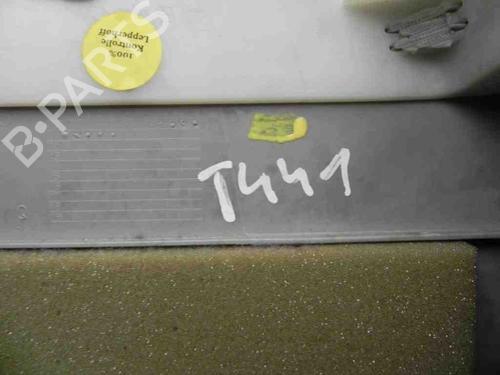 100%
Kontrolle
Lepperhoff
B-PARTS
T441